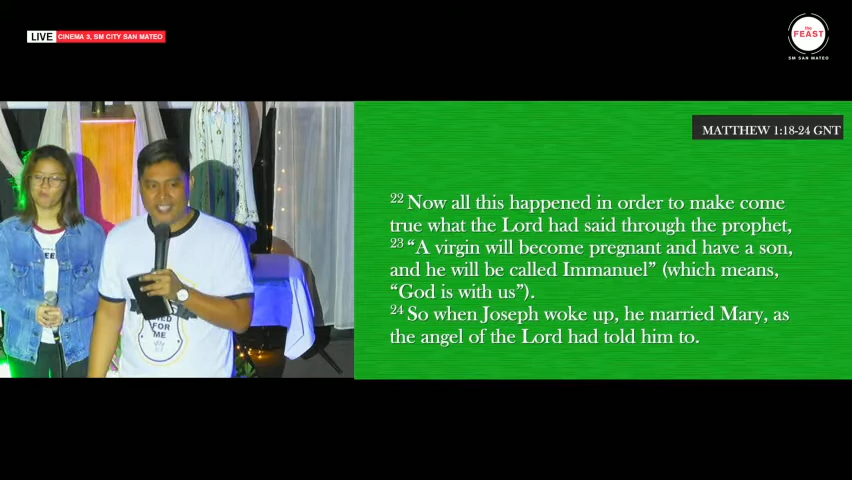 LIVE CINEMA 3, SM CITY SAN MATEO
the
FEAST
SM SAN MATEO
MATTHEW 1:18-24 GNT
22 Now all this happened in order to make come
true what the Lord had said through the prophet,
23 “A virgin will become pregnant and have a son,
and he will be called Immanuel” (which means,
“God is with us”).
24 So when Joseph woke up, he married Mary, as
the angel of the Lord had told him to.
FOR
ME